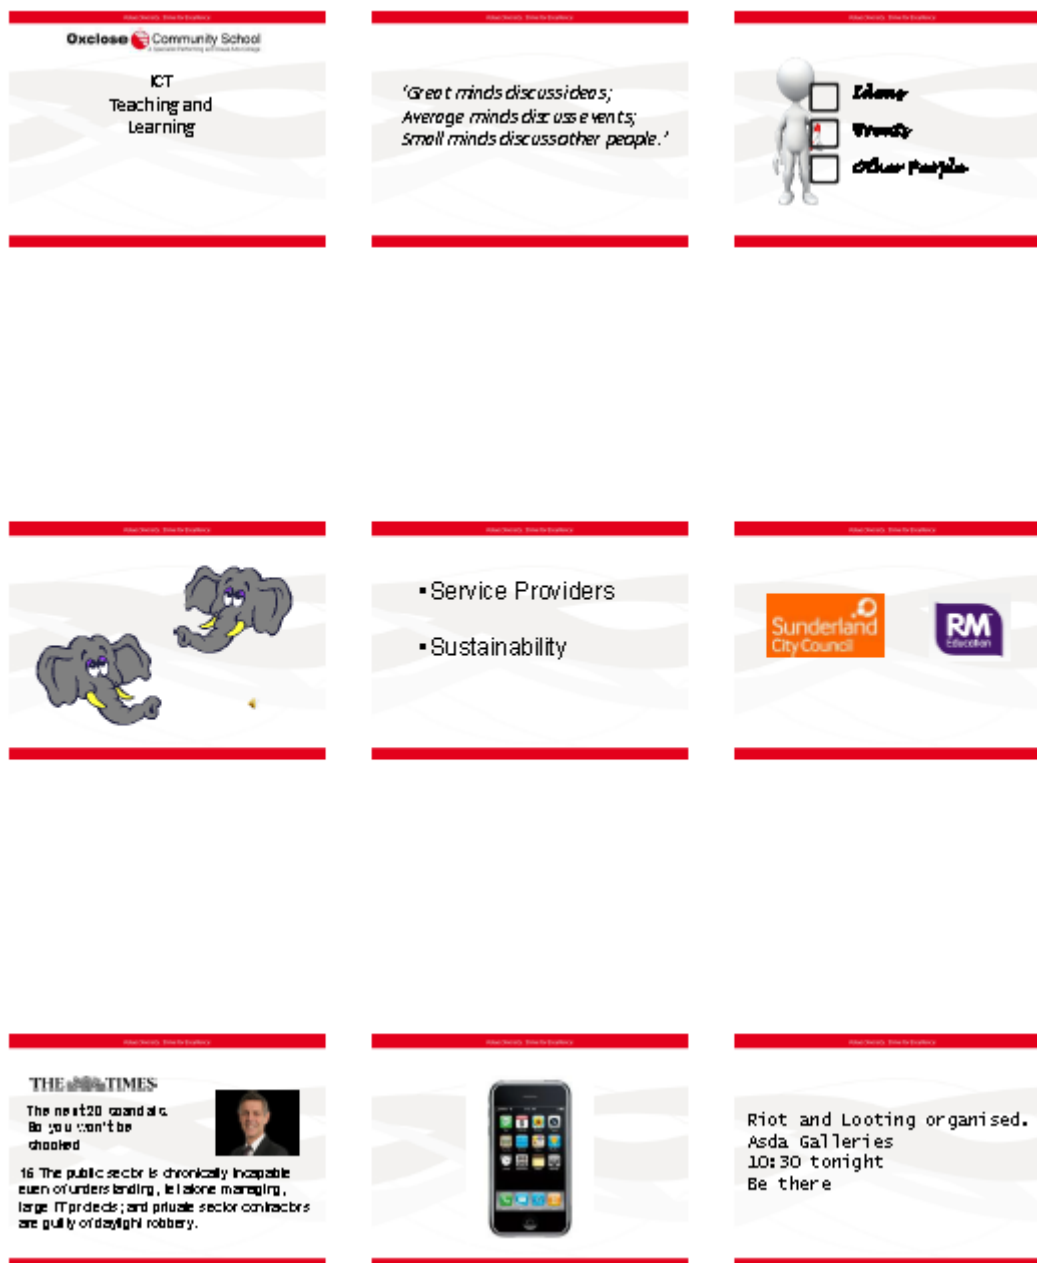 Oxclose Community School
ICT
Teaching and
Learning
'Great minds discuss ideas;
Average minds discuss events;
Small minds discuss other people.'
Ideas
Events
Other People
▪Service Providers
▪Sustainability
Sunderland
City Council
RM
Education
THE TIMES
The next 20 scandals.
So you won't be
shocked
16 The public sector is chronically incapable
even of understanding, let alone managing,
large IT projects; and private sector contractors
are guilty of daylight robbery.
Riot and Looting organised.
Asda Galleries
10:30 tonight
Be there